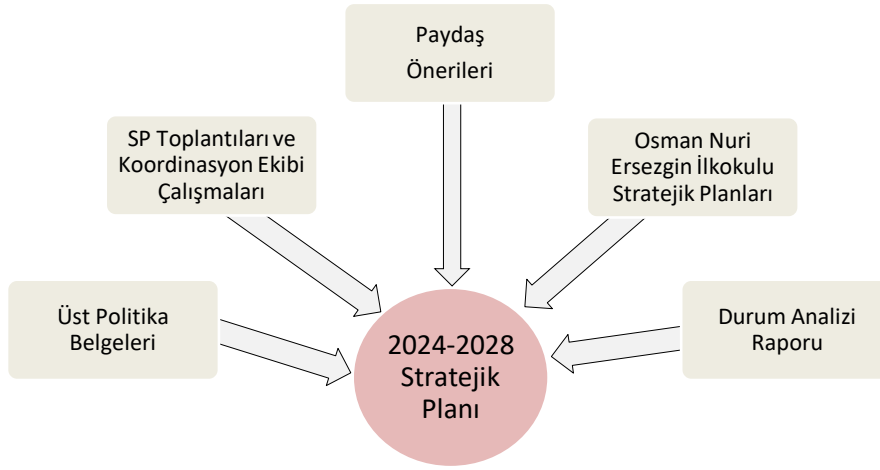 Paydaş
Önerileri
SP Toplantıları ve
Koordinasyon Ekibi
Çalışmaları
Osman Nuri
Ersezgin İlkokulu
Stratejik Planları
Üst Politika
Belgeleri
Durum Analizi
Raporu
2024-2028
Stratejik
Planı